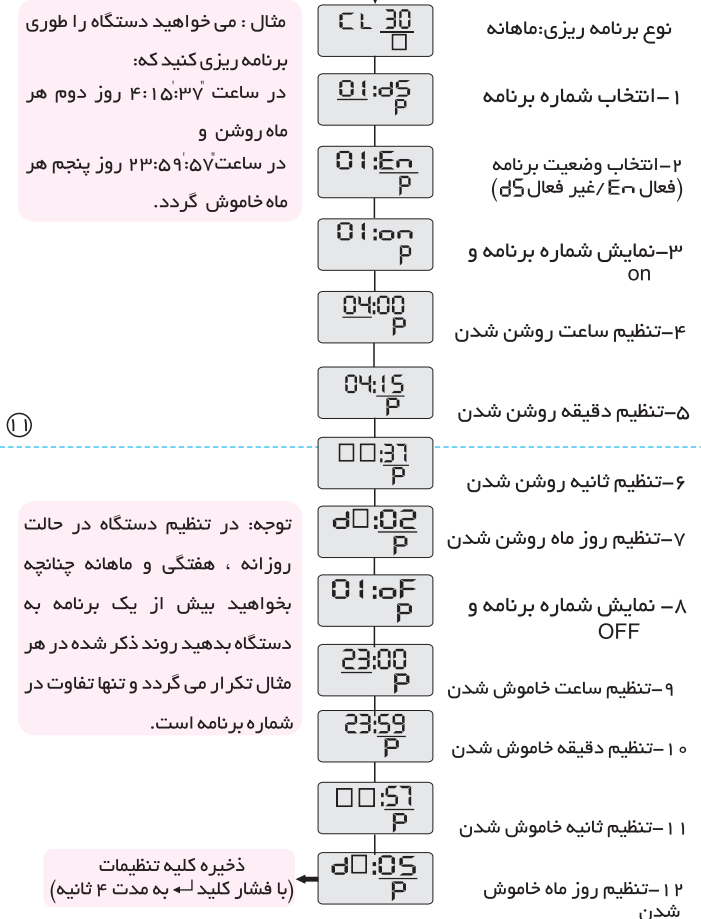 نوع برنامه ریزی:ماهانه
CL 30
مثال : می خواهید دستگاه را طوری
برنامه ریزی کنید که:
در ساعت ۴:۱۵':۳۷" روز دوم هر
ماه روشن و
در ساعت ۲۳:۵۹':۵۷" روز پنجم هر
ماه خاموش گردد.
۱-انتخاب شماره برنامه
01:dS
P
۲-انتخاب وضعیت برنامه
(فعال En/غیر فعال dS)
01:En
P
۳-نمایش شماره برنامه و
on
01:on
P
۴-تنظیم ساعت روشن شدن
04:00
P
۵-تنظیم دقیقه روشن شدن
04:15
P
۱۱
۶-تنظیم ثانیه روشن شدن
□□:37
P
۷-تنظیم روز ماه روشن شدن
d□:02
P
توجه: در تنظیم دستگاه در حالت
روزانه ، هفتگی و ماهانه چنانچه
بخواهید بیش از یک برنامه به
دستگاه بدهید روند ذکر شده در هر
مثال تکرار می گردد و تنها تفاوت در
شماره برنامه است.
۸- نمایش شماره برنامه و
OFF
01:oF
P
۹-تنظیم ساعت خاموش شدن
23:00
P
۱۰-تنظیم دقیقه خاموش شدن
23:59
P
۱۱-تنظیم ثانیه خاموش شدن
□□:57
P
۱۲-تنظیم روز ماه خاموش
شدن
d□:05
P
ذخیره کلیه تنظیمات
(با فشار کلید ↵ به مدت ۴ ثانیه)